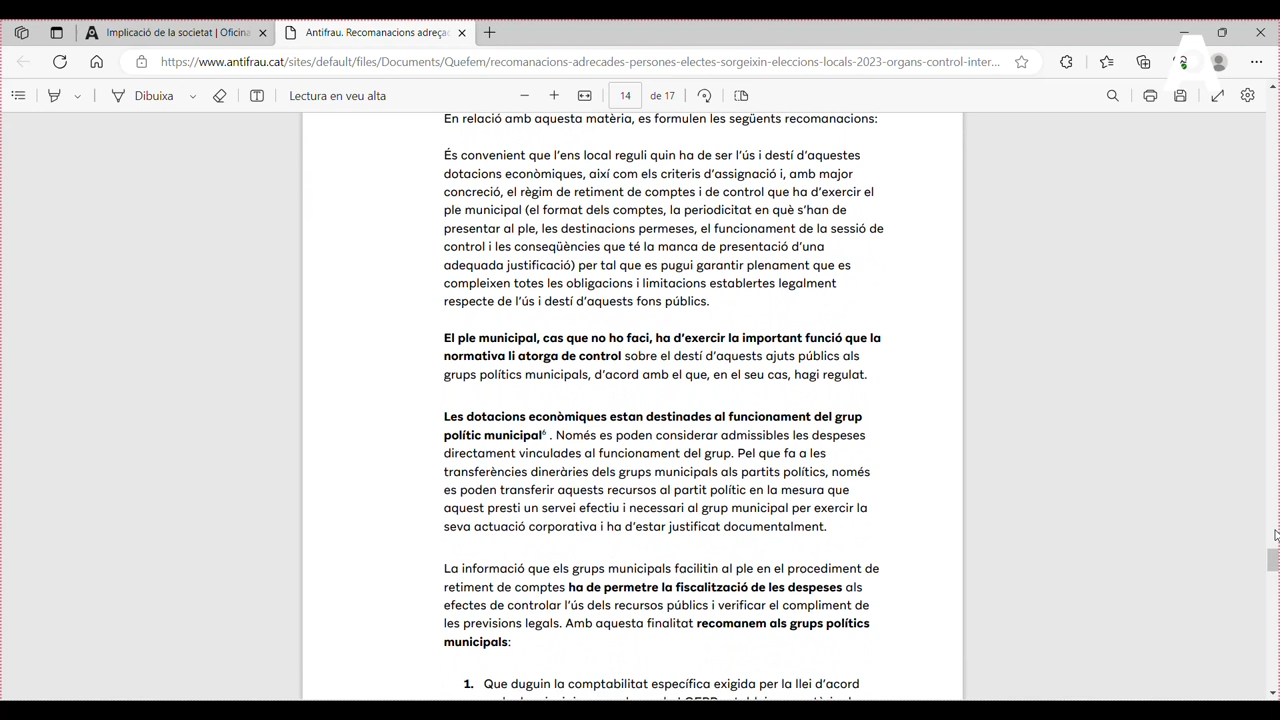 Implicació de la societat | Oficina
Antifrau. Recomanacions adreça
https://www.antifrau.cat/sites/default/files/Documents/Quefem/recomanacions-adrecades-persones-electes-sorgeixin-eleccions-locals-2023-organs-control-inter...
Dibuixa
Lectura en veu alta
14
de 17
En relació amb aquesta matèria, es formulen les següents recomanacions:
És convenient que l'ens local reguli quin ha de ser l'ús i destí d'aquestes
dotacions econòmiques, així com els criteris d'assignació i, amb major
concreció, el règim de retiment de comptes i de control que ha d'exercir el
ple municipal (el format dels comptes, la periodicitat en què s'han de
presentar al ple, les destinacions permeses, el funcionament de la sessió de
control i les conseqüències que té la manca de presentació d'una
adequada justificació) per tal que es pugui garantir plenament que es
compleixen totes les obligacions i limitacions establertes legalment
respecte de l'ús i destí d'aquests fons públics.
El ple municipal, cas que no ho faci, ha d'exercir la important funció que la
normativa li atorga de control sobre el destí d'aquests ajuts públics als
grups polítics municipals, d'acord amb el que, en el seu cas, hagi regulat.
Les dotacions econòmiques estan destinades al funcionament del grup
polític municipal⁶ . Només es poden considerar admissibles les despeses
directament vinculades al funcionament del grup. Pel que fa a les
transferències dineràries dels grups municipals als partits polítics, només
es poden transferir aquests recursos al partit polític en la mesura que
aquest presti un servei efectiu i necessari al grup municipal per exercir la
seva actuació corporativa i ha d'estar justificat documentalment.
La informació que els grups municipals facilitin al ple en el procediment de
retiment de comptes ha de permetre la fiscalització de les despeses als
efectes de controlar l'ús dels recursos públics i verificar el compliment de
les previsions legals. Amb aquesta finalitat recomanem als grups polítics
municipals:
1. Que duguin la comptabilitat específica exigida per la llei d'acord